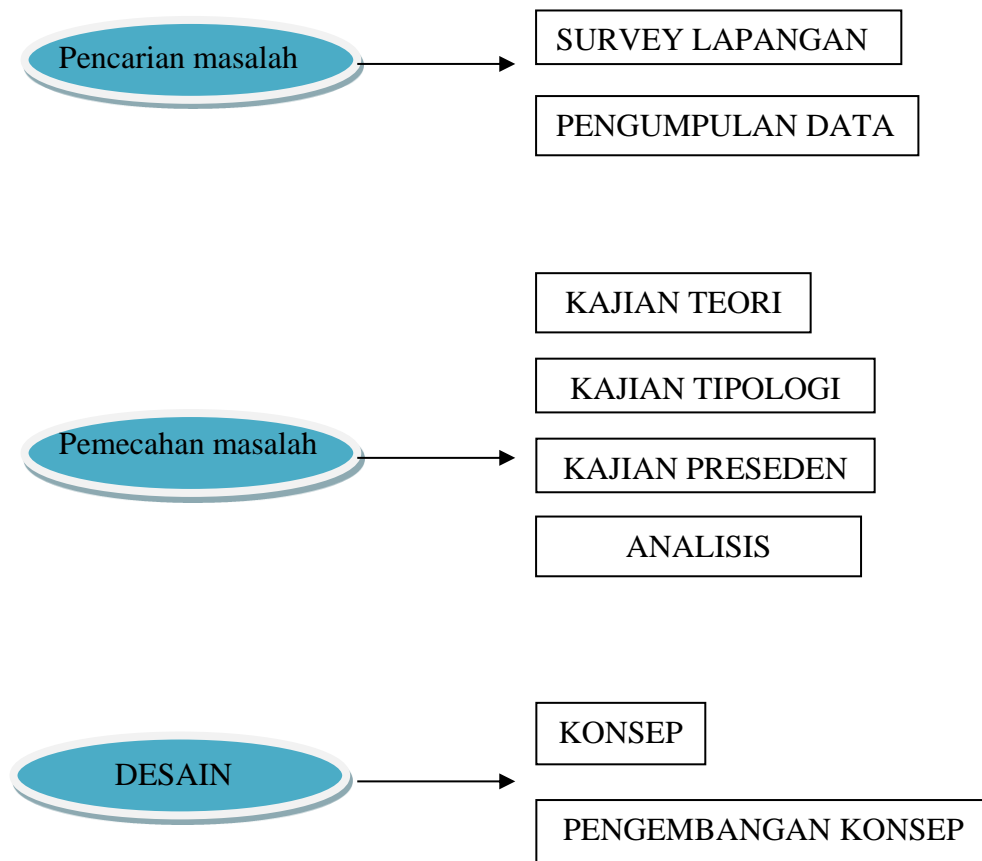 Pencarian masalah
SURVEY LAPANGAN
PENGUMPULAN DATA
Pemecahan masalah
KAJIAN TEORI
KAJIAN TIPOLOGI
KAJIAN PRESEDEN
ANALISIS
DESAIN
KONSEP
PENGEMBANGAN KONSEP